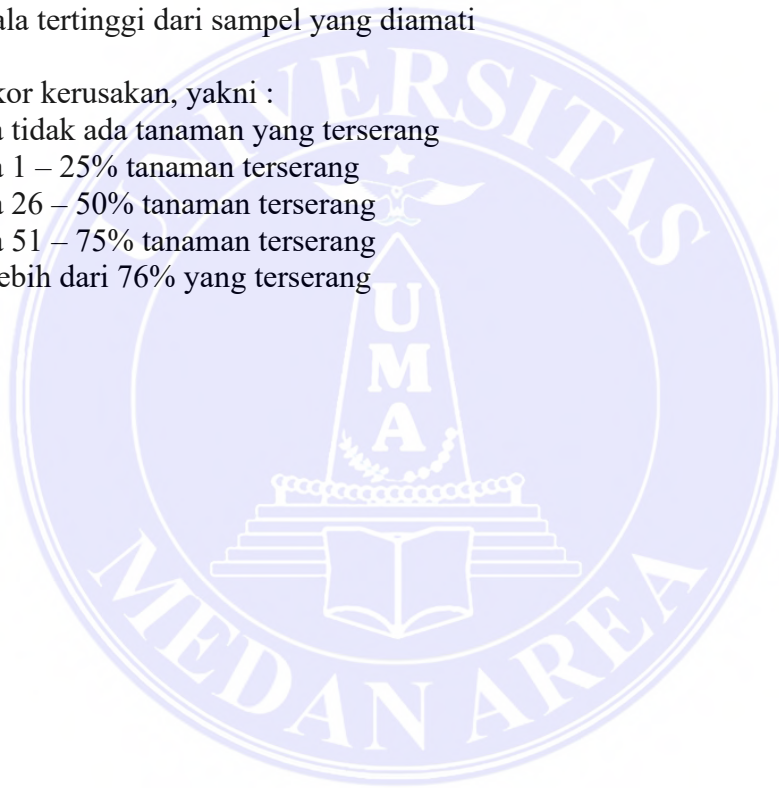 ala tertinggi dari sampel yang diamati
kor kerusakan, yakni :
a tidak ada tanaman yang terserang
a 1 – 25% tanaman terserang
a 26 – 50% tanaman terserang
a 51 – 75% tanaman terserang
ebih dari 76% yang terserang
UNIVERSITAS
UMA
MEDAN AREA